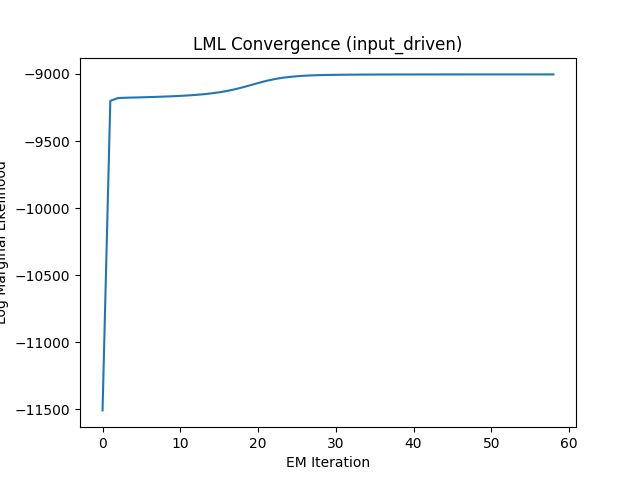 LML Convergence (input_driven)
Log Marginal Likelihood
−9000
−9500
−10000
−10500
−11000
−11500
0 10 20 30 40 50 60
EM Iteration